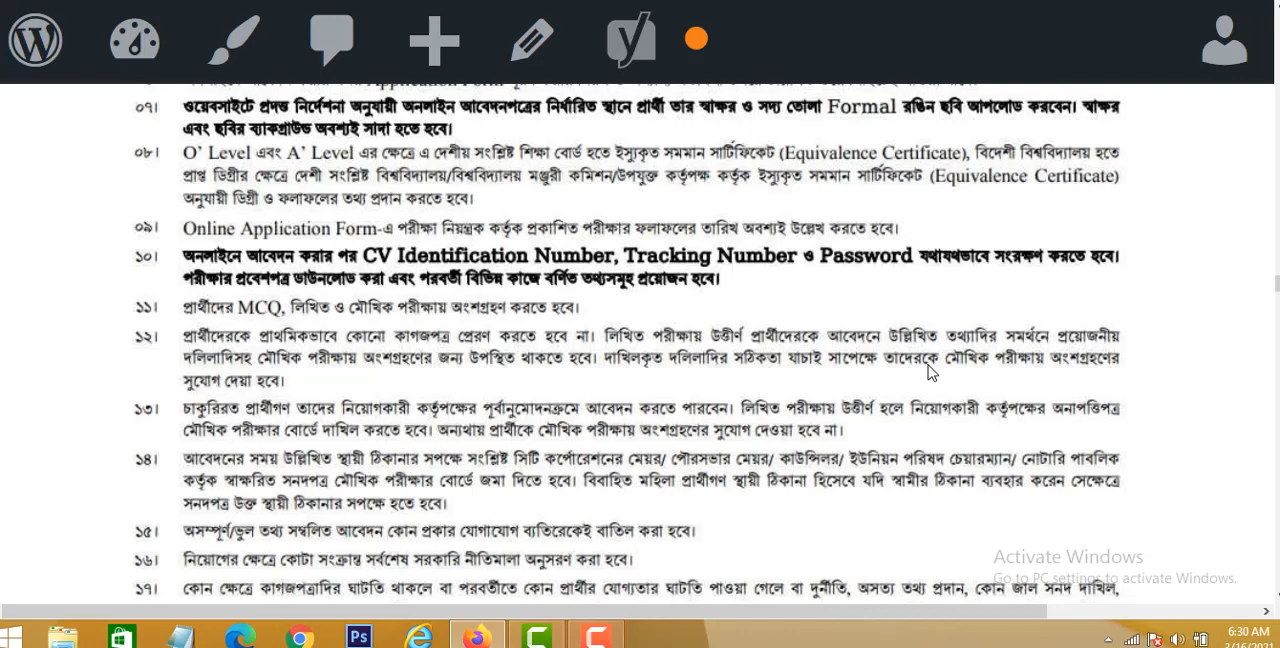 Application Form
০৭। ওয়েবসাইটে প্রদত্ত নির্দেশনা অনুযায়ী অনলাইন আবেদনপত্রের নির্ধারিত স্থানে প্রার্থী তার স্বাক্ষর ও সদ্য তোলা Formal রঙিন ছবি আপলোড করবেন। স্বাক্ষর
এবং ছবির ব্যাকগ্রাউন্ড অবশ্যই সাদা হতে হবে।
০৮। O' Level এবং A' Level এর ক্ষেত্রে এ দেশীয় সংশ্লিষ্ট শিক্ষা বোর্ড হতে ইস্যুকৃত সমমান সার্টিফিকেট (Equivalence Certificate), বিদেশী বিশ্ববিদ্যালয় হতে
প্রাপ্ত ডিগ্রীর ক্ষেত্রে দেশী সংশ্লিষ্ট বিশ্ববিদ্যালয়/বিশ্ববিদ্যালয় মঞ্জুরী কমিশন/উপযুক্ত কর্তৃপক্ষ কর্তৃক ইস্যুকৃত সমমান সার্টিফিকেট (Equivalence Certificate)
অনুযায়ী ডিগ্রী ও ফলাফলের তথ্য প্রদান করতে হবে।
০৯। Online Application Form-এ পরীক্ষা নিয়ন্ত্রক কর্তৃক প্রকাশিত পরীক্ষার ফলাফলের তারিখ অবশ্যই উল্লেখ করতে হবে।
১০। অনলাইনে আবেদন করার পর CV Identification Number, Tracking Number ও Password যথাযথভাবে সংরক্ষণ করতে হবে।
পরীক্ষার প্রবেশপত্র ডাউনলোড করা এবং পরবর্তী বিভিন্ন কাজে বর্ণিত তথ্যসমূহ প্রয়োজন হবে।
১১। প্রার্থীদের MCQ, লিখিত ও মৌখিক পরীক্ষায় অংশগ্রহণ করতে হবে।
১২। প্রার্থীদেরকে প্রাথমিকভাবে কোনো কাগজপত্র প্রেরণ করতে হবে না। লিখিত পরীক্ষায় উত্তীর্ণ প্রার্থীদেরকে আবেদনে উল্লিখিত তথ্যাদির সমর্থনে প্রয়োজনীয়
দলিলাদিসহ মৌখিক পরীক্ষায় অংশগ্রহণের জন্য উপস্থিত থাকতে হবে। দাখিলকৃত দলিলাদির সঠিকতা যাচাই সাপেক্ষে তাদেরকে মৌখিক পরীক্ষায় অংশগ্রহণের
সুযোগ দেয়া হবে।
১৩। চাকুরিরত প্রার্থীগণ তাদের নিয়োগকারী কর্তৃপক্ষের পূর্বানুমোদনক্রমে আবেদন করতে পারবেন। লিখিত পরীক্ষায় উত্তীর্ণ হলে নিয়োগকারী কর্তৃপক্ষের অনাপত্তিপত্র
মৌখিক পরীক্ষার বোর্ডে দাখিল করতে হবে। অন্যথায় প্রার্থীকে মৌখিক পরীক্ষায় অংশগ্রহণের সুযোগ দেওয়া হবে না।
১৪। আবেদনের সময় উল্লিখিত স্থায়ী ঠিকানার সপক্ষে সংশ্লিষ্ট সিটি কর্পোরেশনের মেয়র/ পৌরসভার মেয়র/ কাউন্সিলর/ ইউনিয়ন পরিষদ চেয়ারম্যান/ নোটারি পাবলিক
কর্তৃক স্বাক্ষরিত সনদপত্র মৌখিক পরীক্ষার বোর্ডে জমা দিতে হবে। বিবাহিত মহিলা প্রার্থীগণ স্থায়ী ঠিকানা হিসেবে যদি স্বামীর ঠিকানা ব্যবহার করেন সেক্ষেত্রে
সনদপত্র উক্ত স্থায়ী ঠিকানার সপক্ষে হতে হবে।
১৫। অসম্পূর্ণ/ভুল তথ্য সম্বলিত আবেদন কোন প্রকার যোগাযোগ ব্যতিরেকেই বাতিল করা হবে।
১৬। নিয়োগের ক্ষেত্রে কোটা সংক্রান্ত সর্বশেষ সরকারি নীতিমালা অনুসরণ করা হবে।
১৭। কোন ক্ষেত্রে কাগজপত্রাদির ঘাটতি থাকলে বা পরবর্তীতে কোন প্রার্থীর যোগ্যতার ঘাটতি পাওয়া গেলে বা দুর্নীতি, অসত্য তথ্য প্রদান, কোন জাল সনদ দাখিল,
Activate Windows
Go to PC settings to activate Windows.
Ps
6:30 AM
3/16/2021